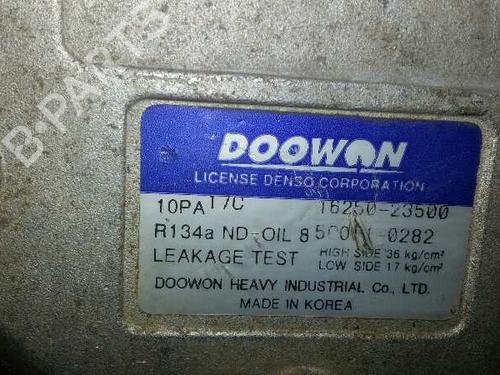 B-PARTS
DOOWON
LICENSE DENSO CORPORATION
10PA17C 16250-23500
R134a ND-OIL 8
LEAKAGE TEST HIGH SIDE 36 kg/cm²
LOW SIDE 17 kg/cm²
DOOWON HEAVY INDUSTRIAL Co., LTD.
MADE IN KOREA